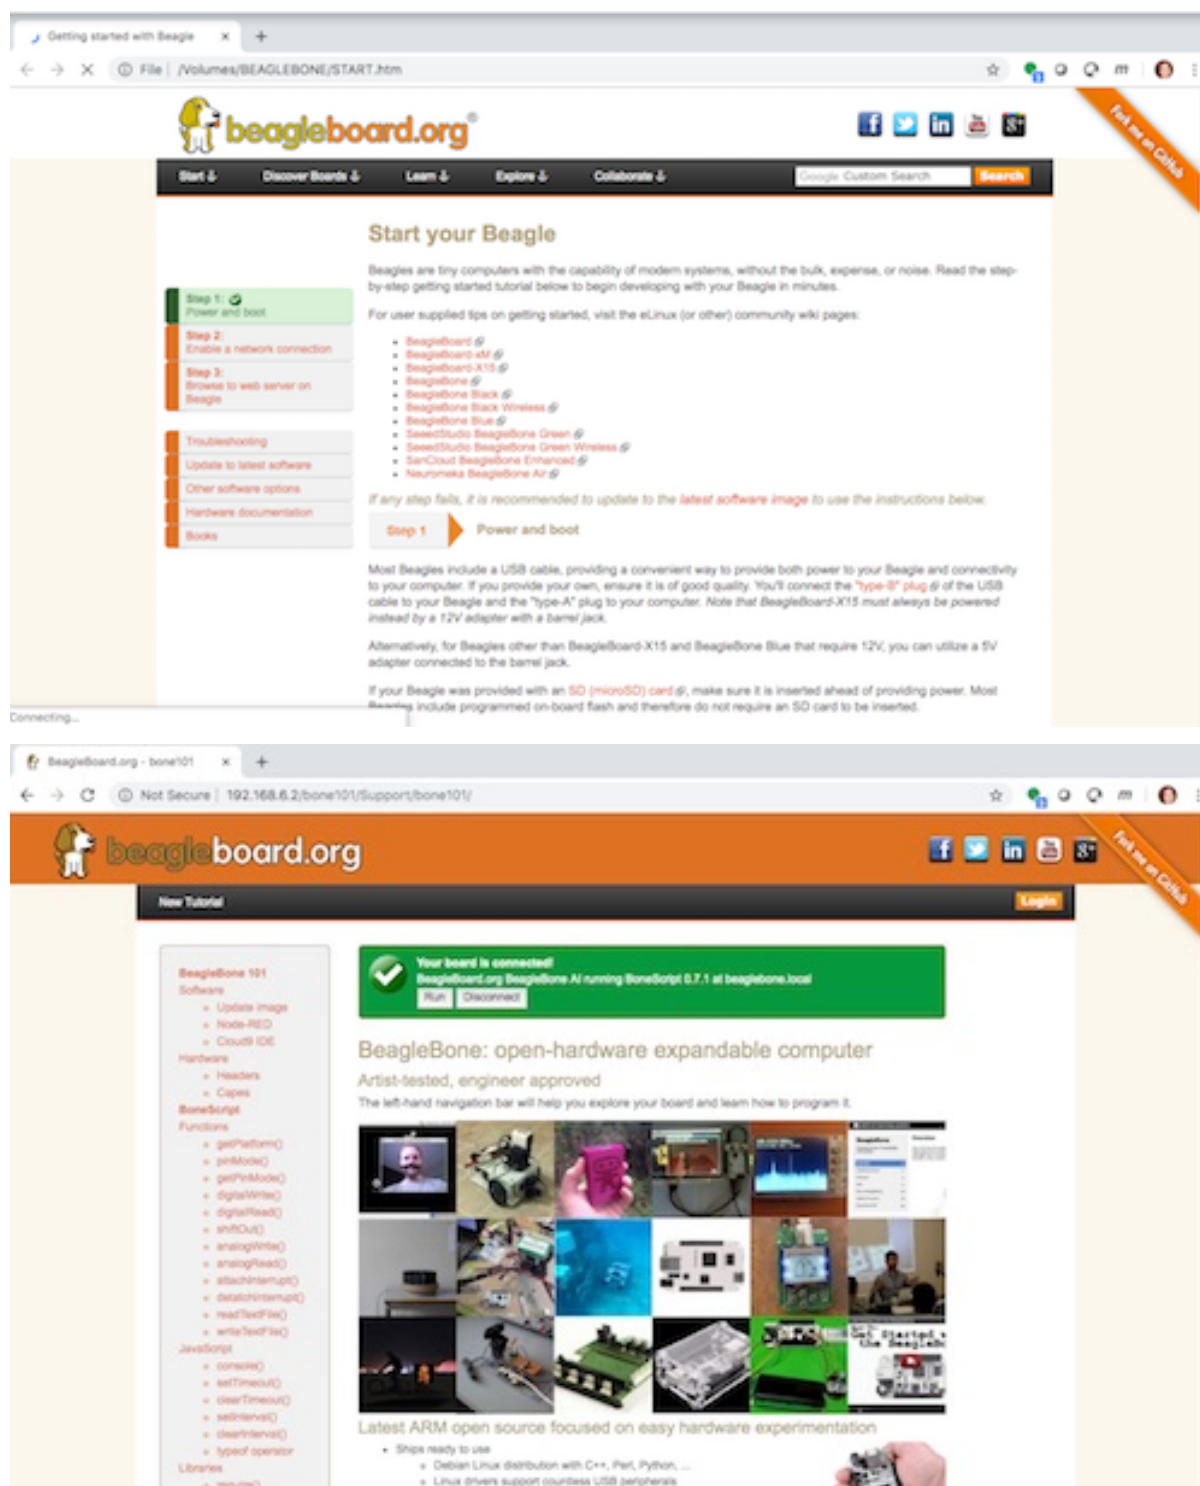 Getting started with Beagle
File | /Volumes/BEAGLEBONE/START.htm
beagleboard.org®
Fork me on GitHub
Start Discover Boards Learn Explore Collaborate Google Custom Search Search
Start your Beagle
Beagles are tiny computers with the capability of modern systems, without the bulk, expense, or noise. Read the step-
by-step getting started tutorial below to begin developing with your Beagle in minutes.
For user supplied tips on getting started, visit the eLinux (or other) community wiki pages:
Step 1:
Power and boot
Step 2:
Enable a network connection
Step 3:
Browse to web server on
Beagle
Troubleshooting
Update to latest software
Other software options
Hardware documentation
Books
BeagleBoard
BeagleBoard-xM
BeagleBoard-X15
BeagleBone
BeagleBone Black
BeagleBone Black Wireless
BeagleBone Blue
SeeedStudio BeagleBone Green
SeeedStudio BeagleBone Green Wireless
SanCloud BeagleBone Enhanced
Neuromeka BeagleBone Air
If any step fails, it is recommended to update to the latest software image to use the instructions below.
Step 1 Power and boot
Most Beagles include a USB cable, providing a convenient way to provide both power to your Beagle and connectivity
to your computer. If you provide your own, ensure it is of good quality. You'll connect the "type-B" plug of the USB
cable to your Beagle and the "type-A" plug to your computer. Note that BeagleBoard-X15 must always be powered
instead by a 12V adapter with a barrel jack.
Alternatively, for Beagles other than BeagleBoard-X15 and BeagleBone Blue that require 12V, you can utilize a 5V
adapter connected to the barrel jack.
If your Beagle was provided with an SD (microSD) card, make sure it is inserted ahead of providing power. Most
Beagles include programmed on-board flash and therefore do not require an SD card to be inserted.
Connecting...
BeagleBoard.org - bone101
Not Secure | 192.168.6.2/bone101/Support/bone101/
beagleboard.org
Fork me on GitHub
New Tutorial Login
BeagleBone 101
Software
Update image
Node-RED
Cloud9 IDE
Hardware
Headers
Capes
BoneScript
Functions
getPlatform()
pinMode()
getPinMode()
digitalWrite()
digitalRead()
shiftOut()
analogWrite()
analogRead()
attachInterrupt()
detatchInterrupt()
readTextFile()
writeTextFile()
JavaScript
console()
setTimeout()
clearTimeout()
setInterval()
clearInterval()
typeof operator
Libraries
require()
Your board is connected!
BeagleBoard.org BeagleBone AI running BoneScript 0.7.1 at beaglebone.local
Run Disconnect
BeagleBone: open-hardware expandable computer
Artist-tested, engineer approved
The left-hand navigation bar will help you explore your board and learn how to program it.
Get Started
the BeagleBo
Latest ARM open source focused on easy hardware experimentation
Ships ready to use
Debian Linux distribution with C++, Perl, Python, ...
Linux drivers support countless USB peripherals